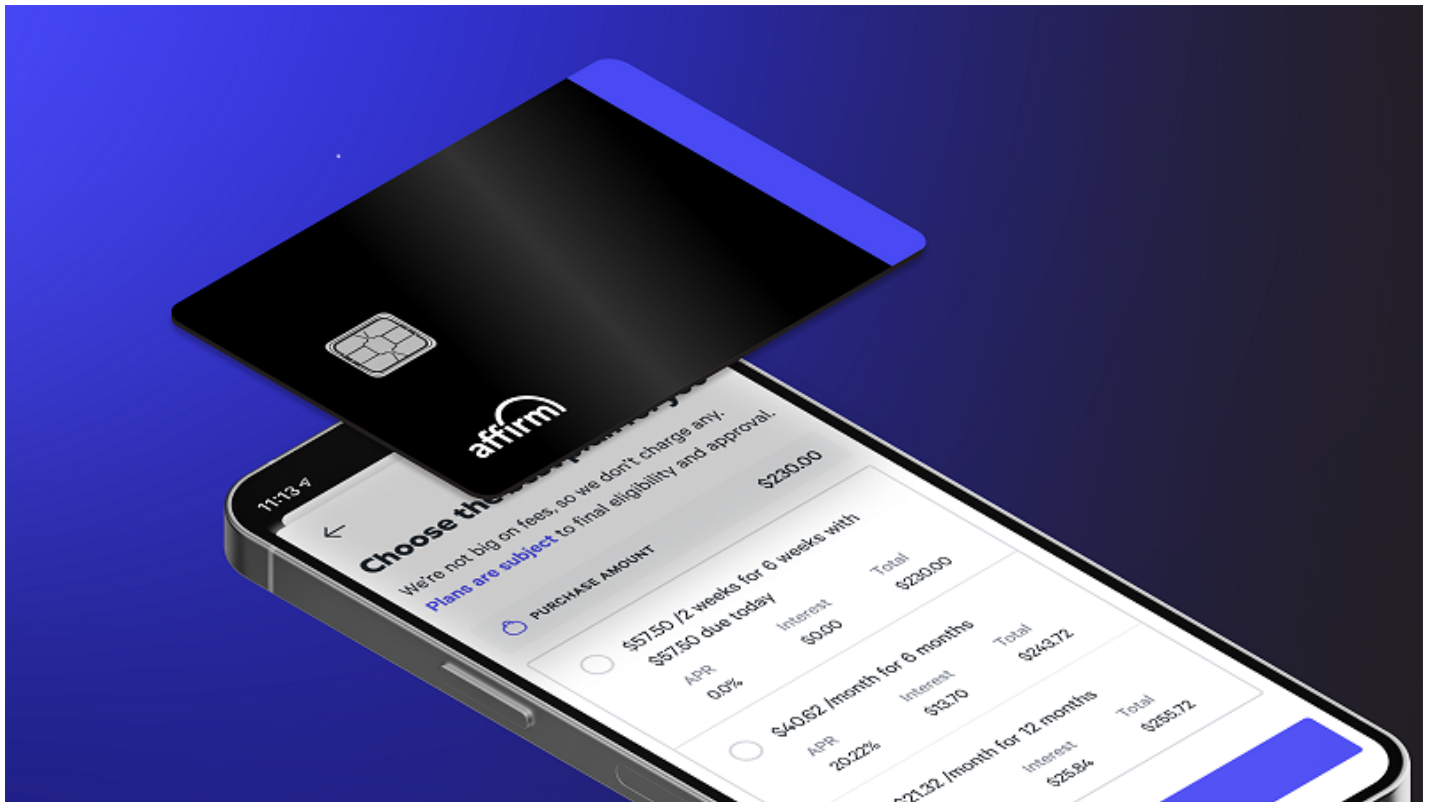 affirm
11:13
Choose the
We're not big on fees, so we don't charge any.
Plans are subject to final eligibility and approval.
PURCHASE AMOUNT $230.00
$57.50 /2 weeks for 6 weeks with
$57.50 due today
APR Interest Total
0.0% $0.00 $230.00
$40.62 /month for 6 months
APR Interest Total
20.22% $13.70 $243.72
$21.32 /month for 12 months
Interest Total
$25.84 $255.72